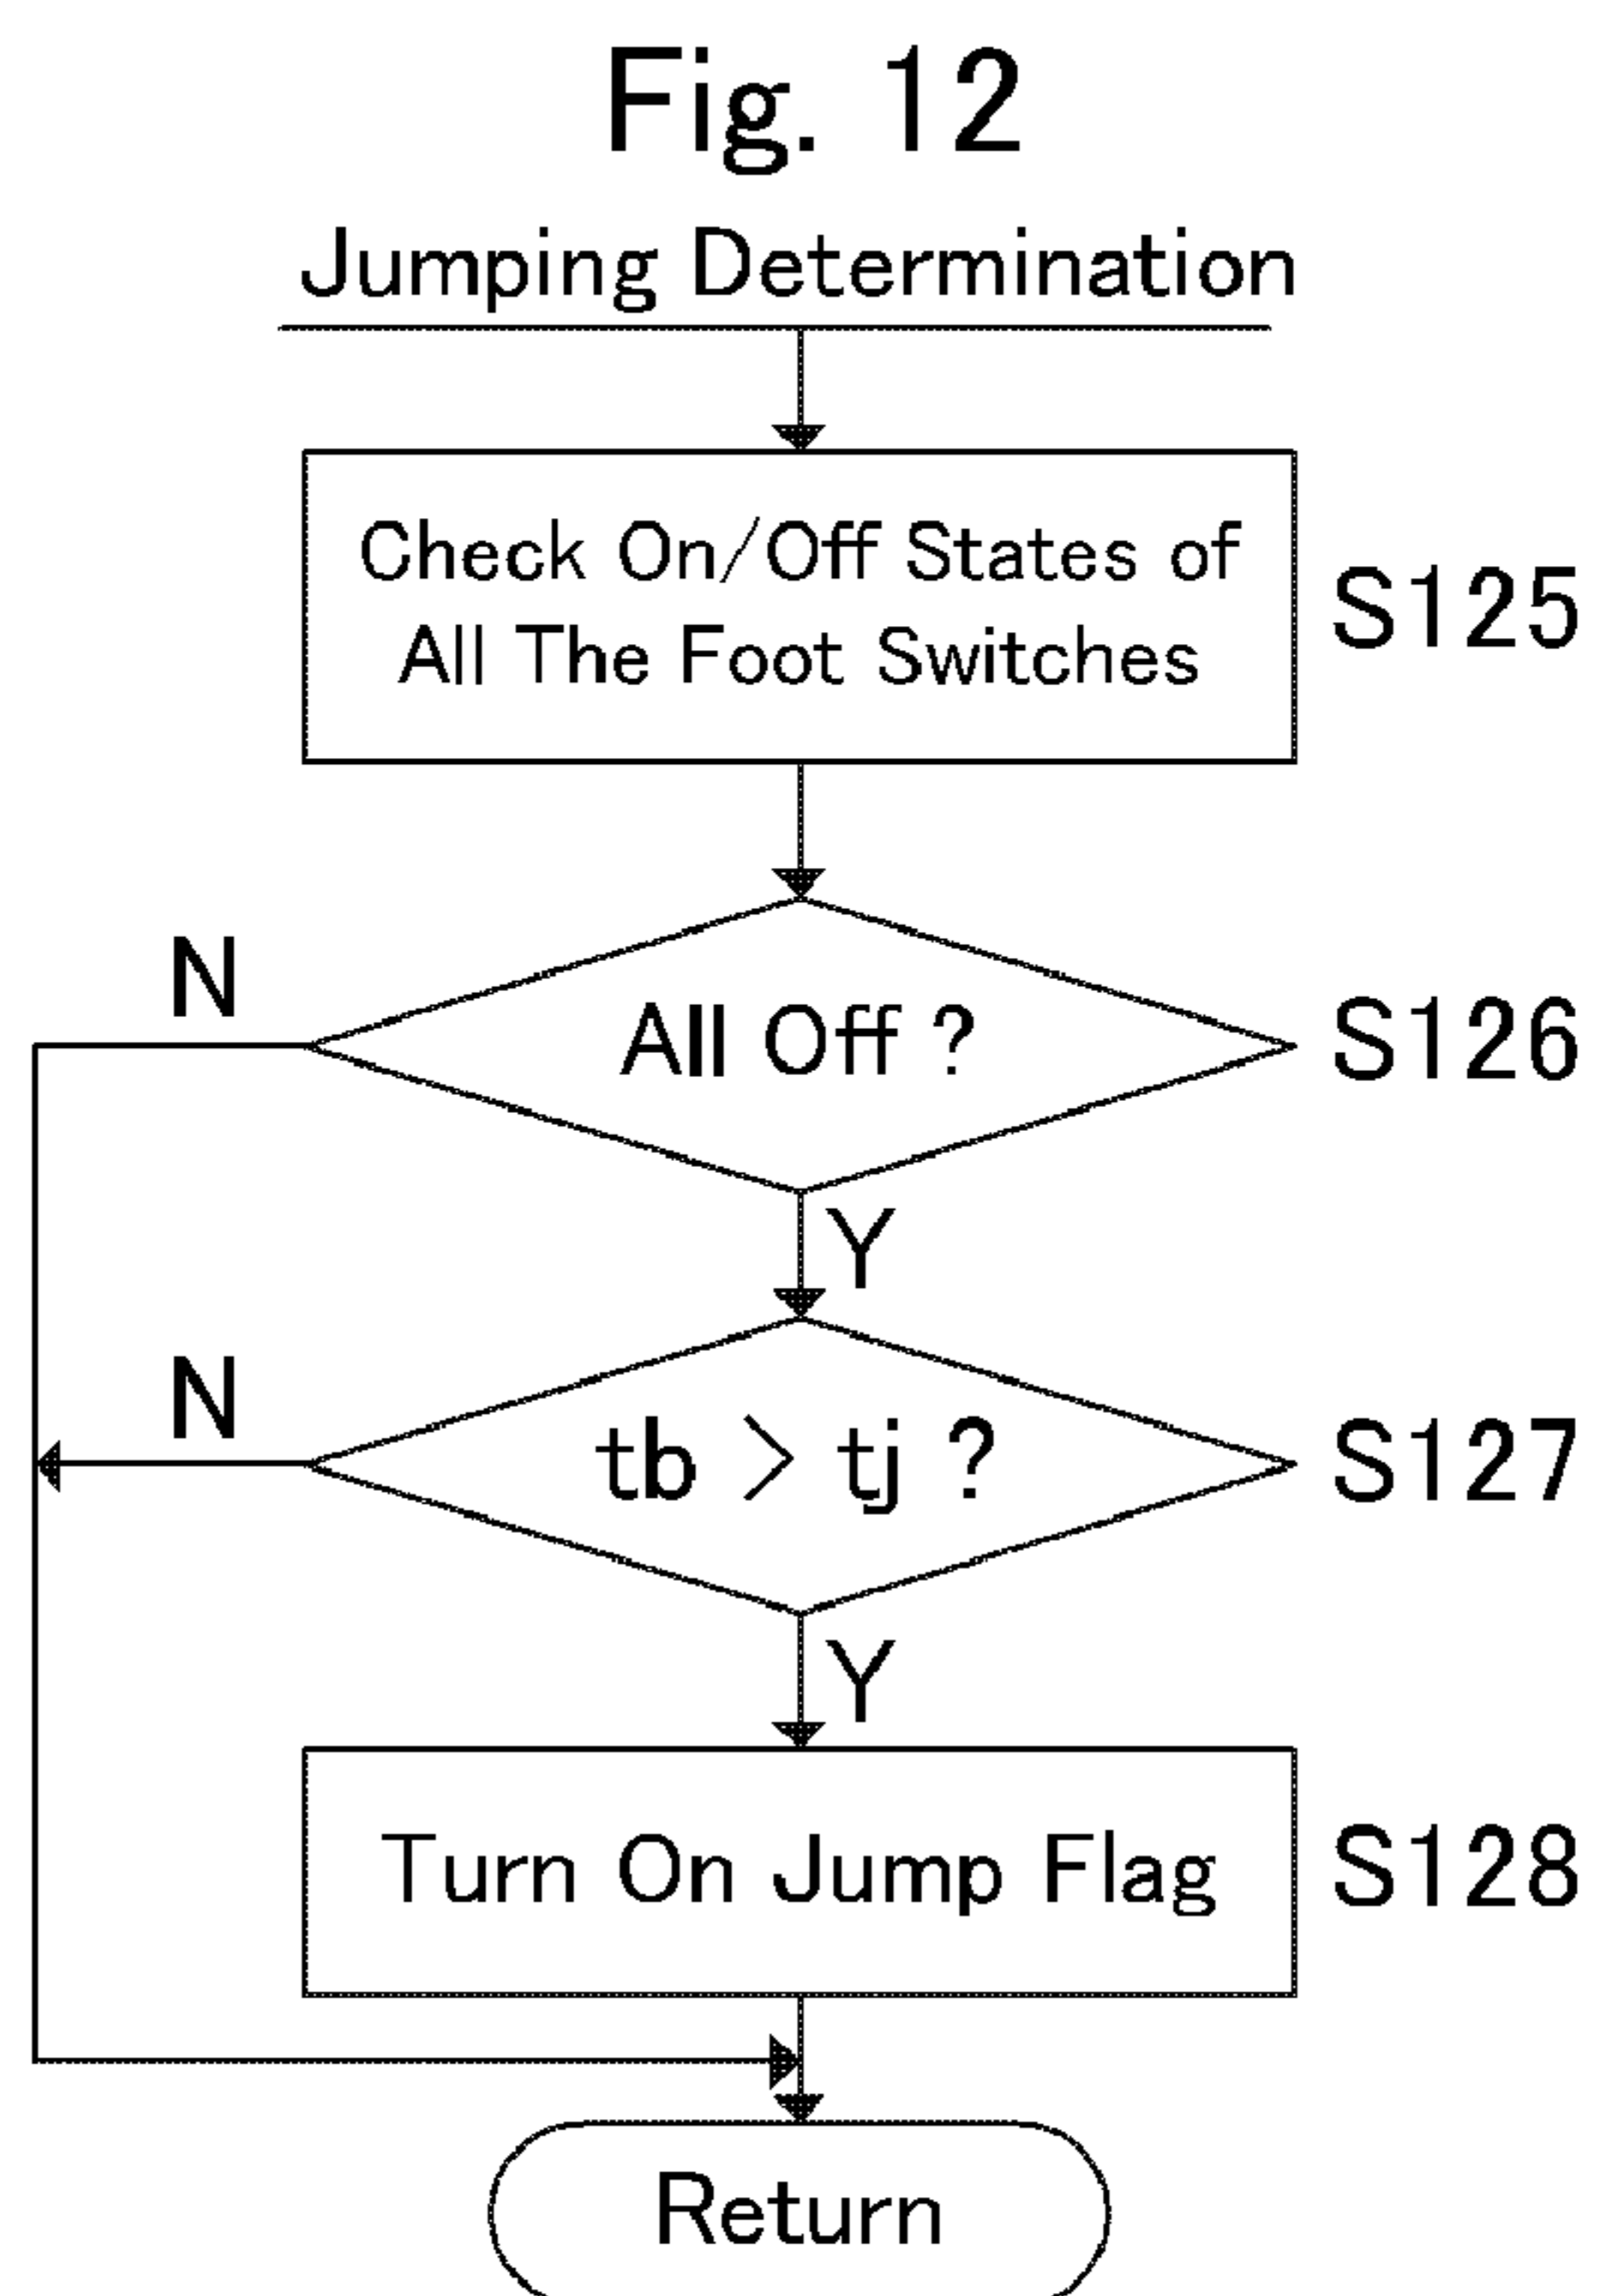 Fig. 12
Jumping Determination
Check On/Off States of
All The Foot Switches
S125
N
All Off ?
S126
Y
N
tb > tj ?
S127
Y
Turn On Jump Flag
S128
Return